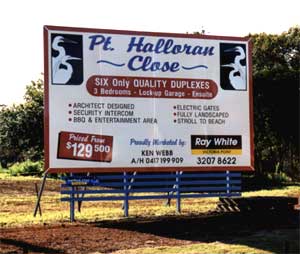 Pt. Halloran
Close
SIX Only QUALITY DUPLEXES
3 Bedrooms - Lock-up Garage - Ensuite
• ARCHITECT DESIGNED
• SECURITY INTERCOM
• BBQ & ENTERTAINMENT AREA
• ELECTRIC GATES
• FULLY LANDSCAPED
• STROLL TO BEACH
Priced From
$129 500
Proudly Marketed by:
KEN WEBB
A/H 0417 199 909
Ray White
VICTORIA POINT
3207 8622